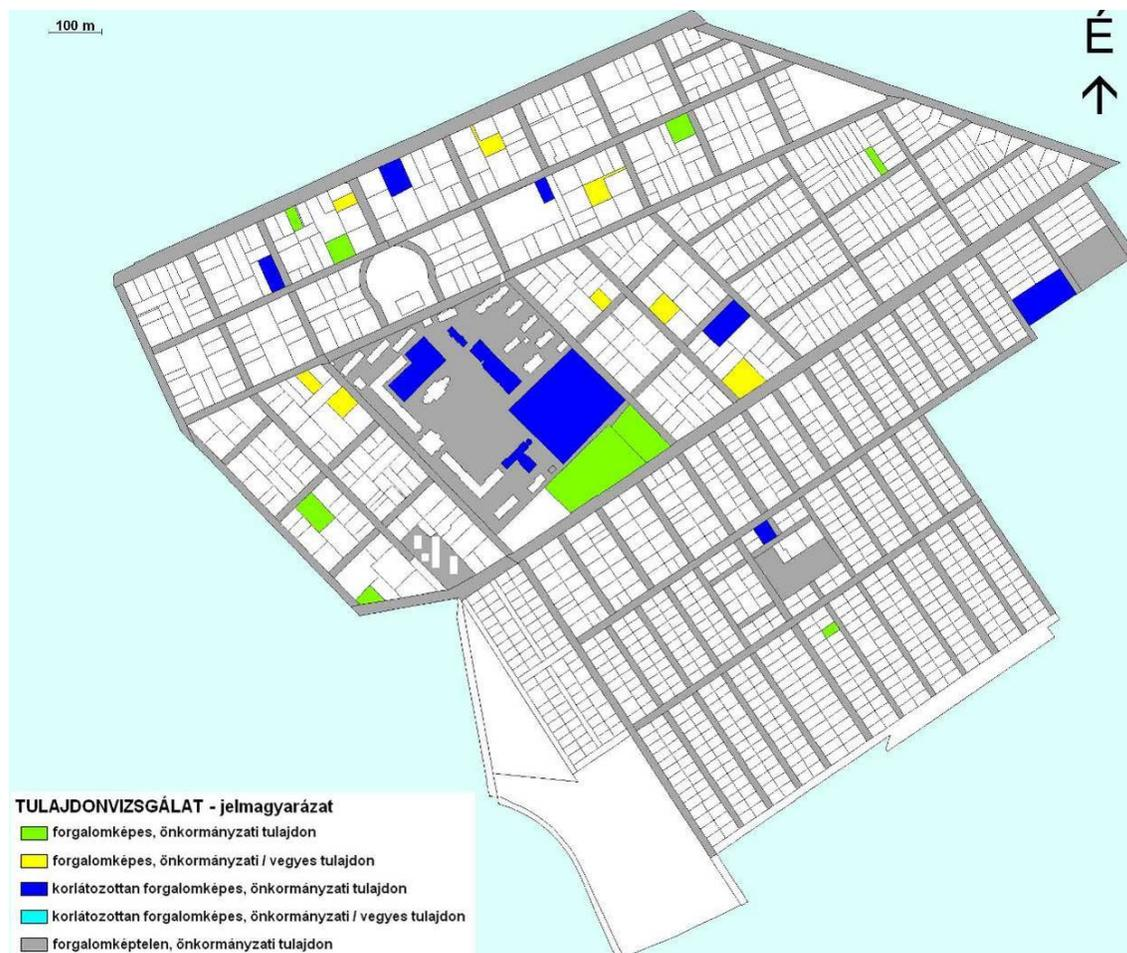 100 m
É
TULAJDONVIZSGÁLAT - jelmagyarázat
forgalomképes, önkormányzati tulajdon
forgalomképes, önkormányzati / vegyes tulajdon
korlátozottan forgalomképes, önkormányzati tulajdon
korlátozottan forgalomképes, önkormányzati / vegyes tulajdon
forgalomképtelen, önkormányzati tulajdon